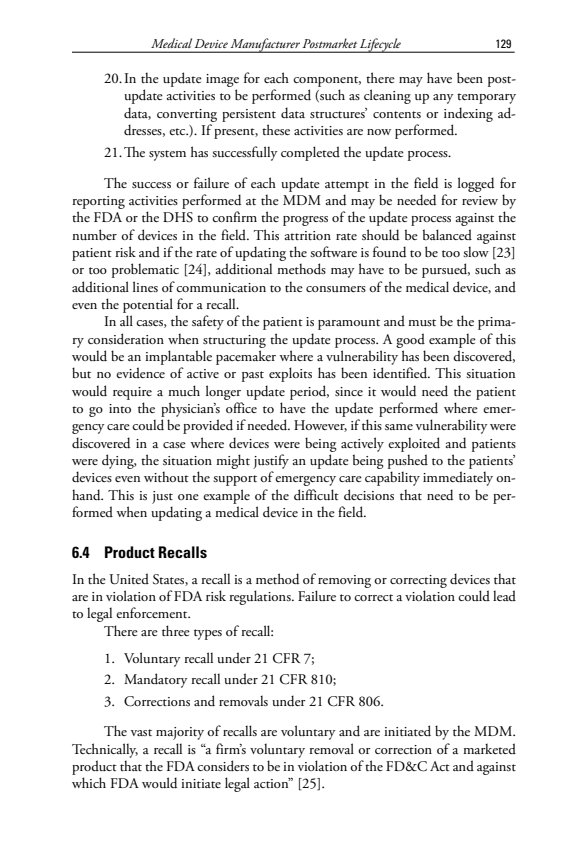 Medical Device Manufacturer Postmarket Lifecycle 129
20. In the update image for each component, there may have been post-
update activities to be performed (such as cleaning up any temporary
data, converting persistent data structures’ contents or indexing ad-
dresses, etc.). If present, these activities are now performed.
21. The system has successfully completed the update process.
The success or failure of each update attempt in the field is logged for
reporting activities performed at the MDM and may be needed for review by
the FDA or the DHS to confirm the progress of the update process against the
number of devices in the field. This attrition rate should be balanced against
patient risk and if the rate of updating the software is found to be too slow [23]
or too problematic [24], additional methods may have to be pursued, such as
additional lines of communication to the consumers of the medical device, and
even the potential for a recall.
In all cases, the safety of the patient is paramount and must be the prima-
ry consideration when structuring the update process. A good example of this
would be an implantable pacemaker where a vulnerability has been discovered,
but no evidence of active or past exploits has been identified. This situation
would require a much longer update period, since it would need the patient
to go into the physician’s office to have the update performed where emer-
gency care could be provided if needed. However, if this same vulnerability were
discovered in a case where devices were being actively exploited and patients
were dying, the situation might justify an update being pushed to the patients’
devices even without the support of emergency care capability immediately on-
hand. This is just one example of the difficult decisions that need to be per-
formed when updating a medical device in the field.
6.4 Product Recalls
In the United States, a recall is a method of removing or correcting devices that
are in violation of FDA risk regulations. Failure to correct a violation could lead
to legal enforcement.
There are three types of recall:
1. Voluntary recall under 21 CFR 7;
2. Mandatory recall under 21 CFR 810;
3. Corrections and removals under 21 CFR 806.
The vast majority of recalls are voluntary and are initiated by the MDM.
Technically, a recall is “a firm’s voluntary removal or correction of a marketed
product that the FDA considers to be in violation of the FD&C Act and against
which FDA would initiate legal action” [25].